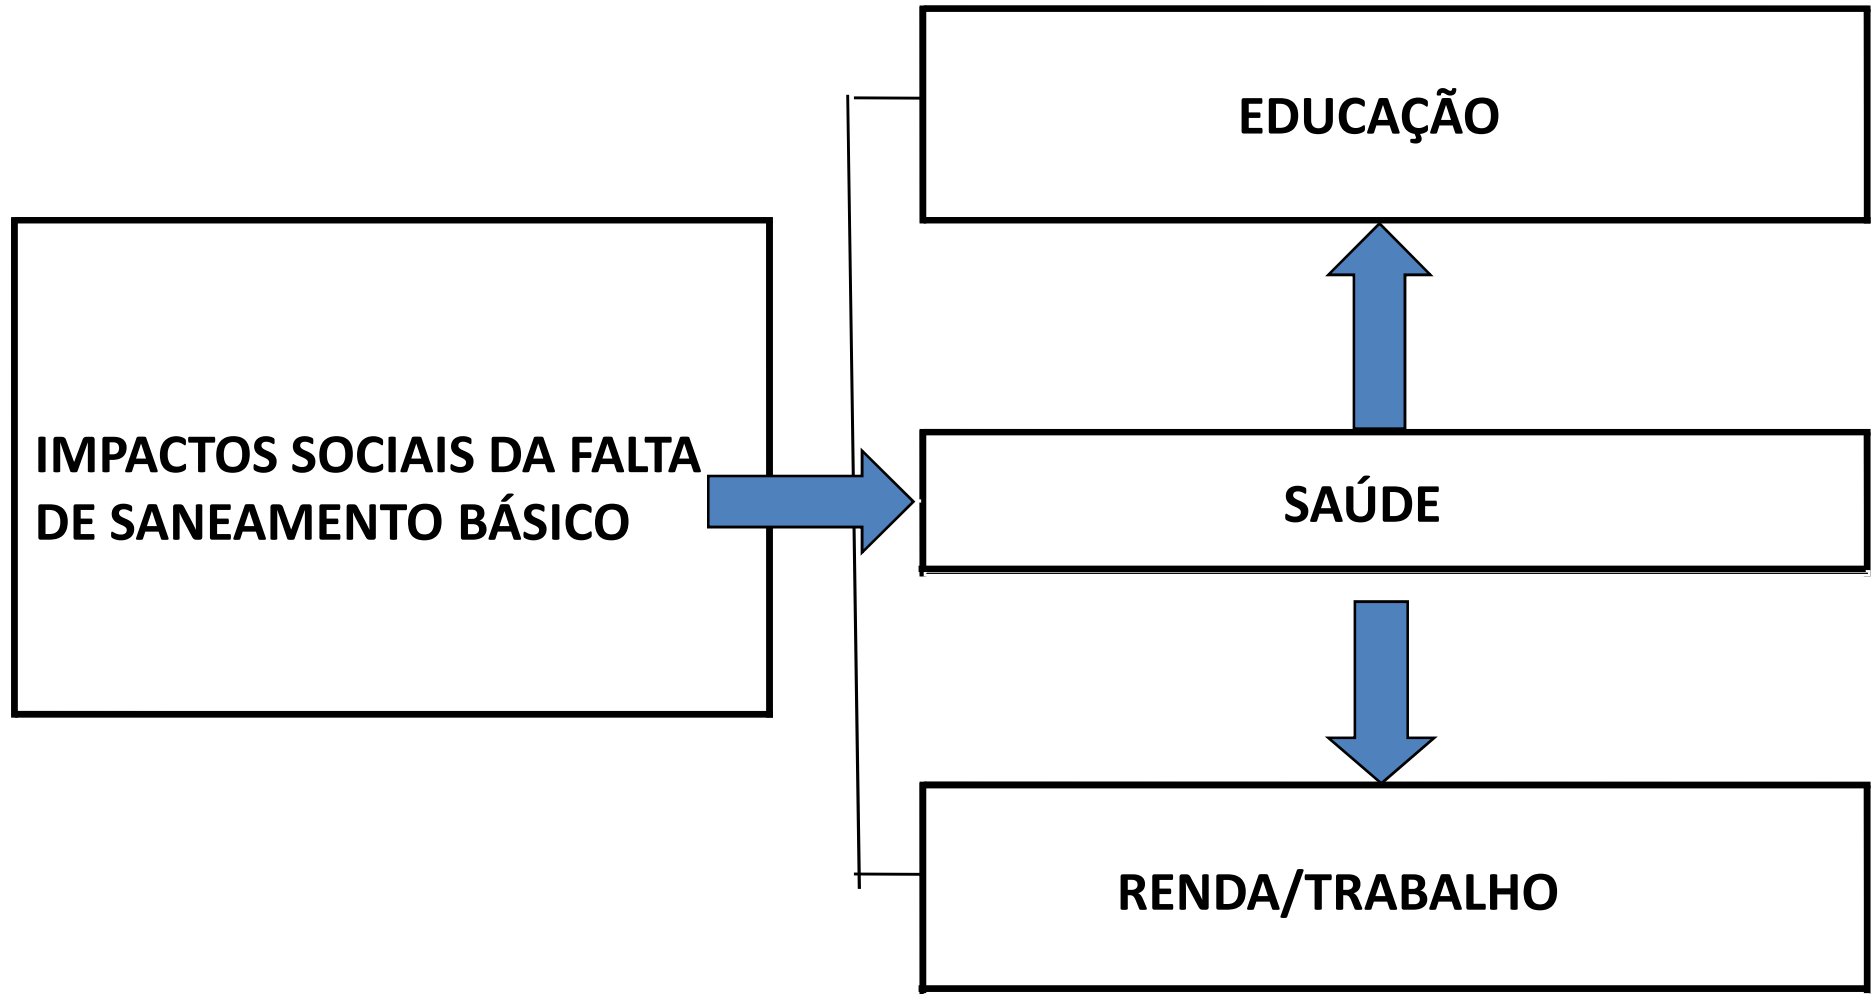 EDUCAÇÃO
IMPACTOS SOCIAIS DA FALTA
DE SANEAMENTO BÁSICO
SAÚDE
RENDA/TRABALHO